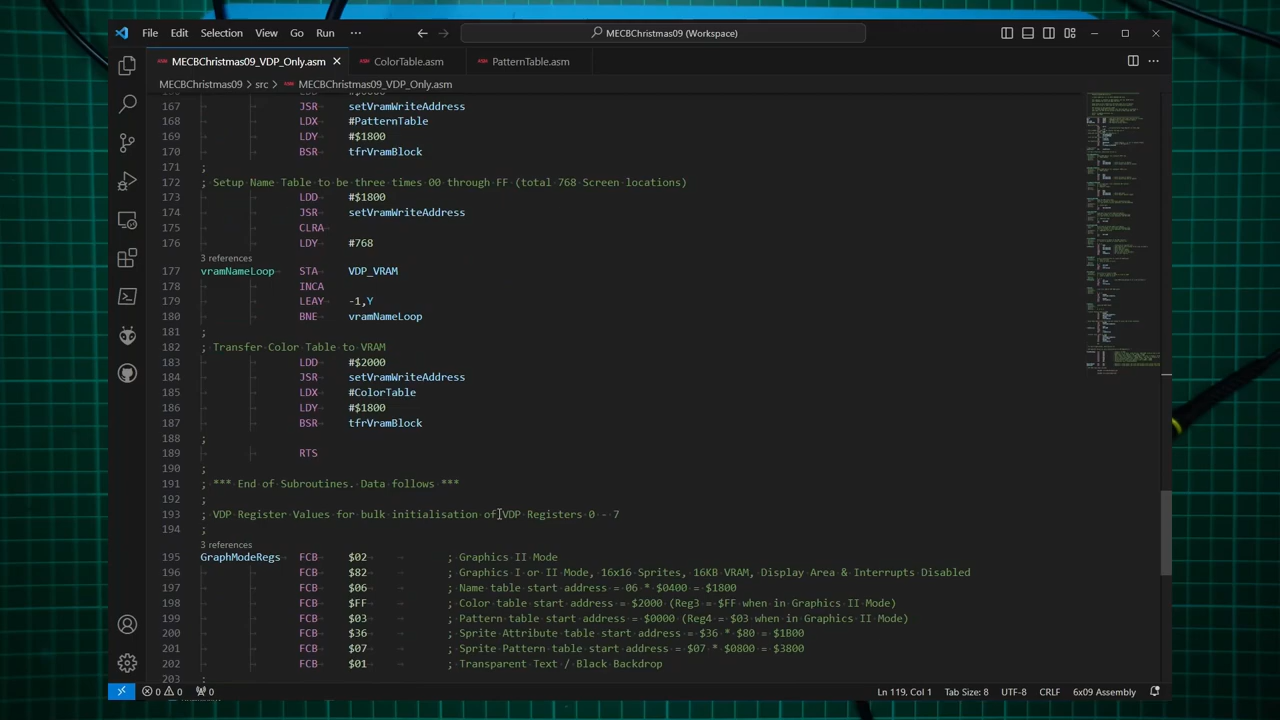 File Edit Selection View Go Run ··· MECBChristmas09 (Workspace)
ASM MECBChristmas09_VDP_Only.asm ASM ColorTable.asm ASM PatternTable.asm
MECBChristmas09 > src > ASM MECBChristmas09_VDP_Only.asm
167 JSR setVramWriteAddress
168 LDX #PatternTable
169 LDY #$1800
170 BSR tfrVramBlock
171 ;
172 ; Setup Name Table to be three times 00 through FF (total 768 Screen locations)
173 LDD #$1800
174 JSR setVramWriteAddress
175 CLRA
176 LDY #768
3 references
177 vramNameLoop STA VDP_VRAM
178 INCA
179 LEAY -1,Y
180 BNE vramNameLoop
181 ;
182 ; Transfer Color Table to VRAM
183 LDD #$2000
184 JSR setVramWriteAddress
185 LDX #ColorTable
186 LDY #$1800
187 BSR tfrVramBlock
188 ;
189 RTS
190 ;
191 ; *** End of Subroutines. Data follows ***
192 ;
193 ; VDP Register Values for bulk initialisation of VDP Registers 0 - 7
194 ;
3 references
195 GraphModeRegs FCB $02 ; Graphics II Mode
196 FCB $82 ; Graphics I or II Mode, 16x16 Sprites, 16KB VRAM, Display Area & Interrupts Disabled
197 FCB $06 ; Name table start address = 06 * $0400 = $1800
198 FCB $FF ; Color table start address = $2000 (Reg3 = $FF when in Graphics II Mode)
199 FCB $03 ; Pattern table start address = $0000 (Reg4 = $03 when in Graphics II Mode)
200 FCB $36 ; Sprite Attribute table start address = $36 * $80 = $1B00
201 FCB $07 ; Sprite Pattern table start address = $07 * $0800 = $3800
202 FCB $01 ; Transparent Text / Black Backdrop
203 ;
0 0 0 Ln 119, Col 1 Tab Size: 8 UTF-8 CRLF 6x09 Assembly